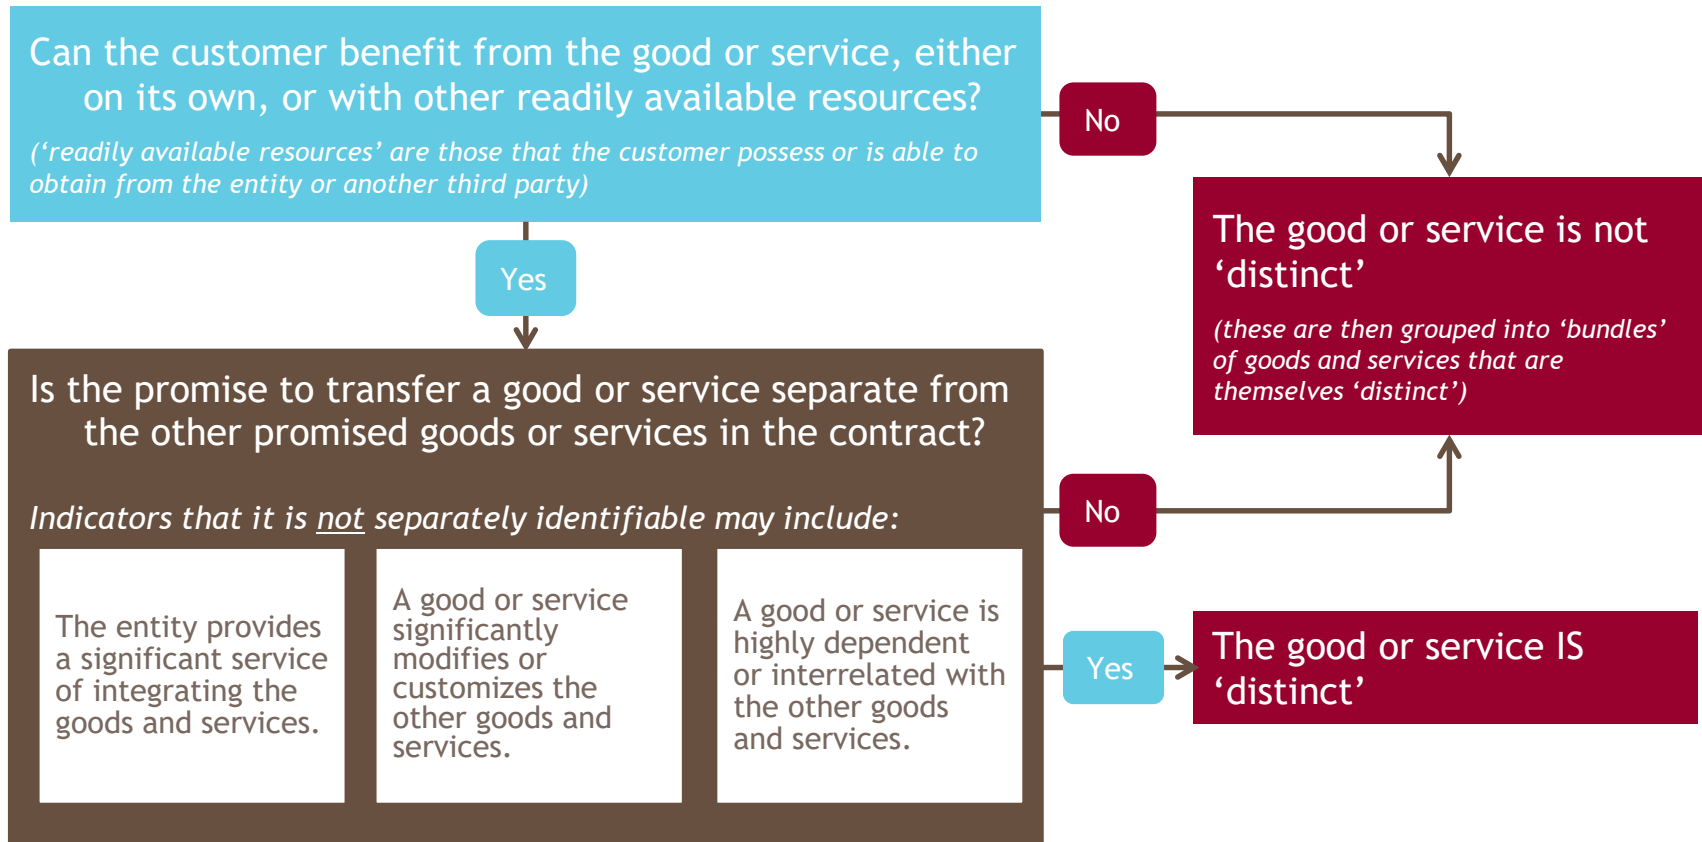 Can the customer benefit from the good or service, either
on its own, or with other readily available resources?
(‘readily available resources’ are those that the customer possess or is able to
obtain from the entity or another third party)
No
Yes
The good or service is not
‘distinct’
(these are then grouped into ‘bundles’
of goods and services that are
themselves ‘distinct’)
Is the promise to transfer a good or service separate from
the other promised goods or services in the contract?
Indicators that it is not separately identifiable may include:
No
The entity provides
a significant service
of integrating the
goods and services.
A good or service
significantly
modifies or
customizes the
other goods and
services.
A good or service is
highly dependent
or interrelated with
the other goods
and services.
Yes
The good or service IS
‘distinct’